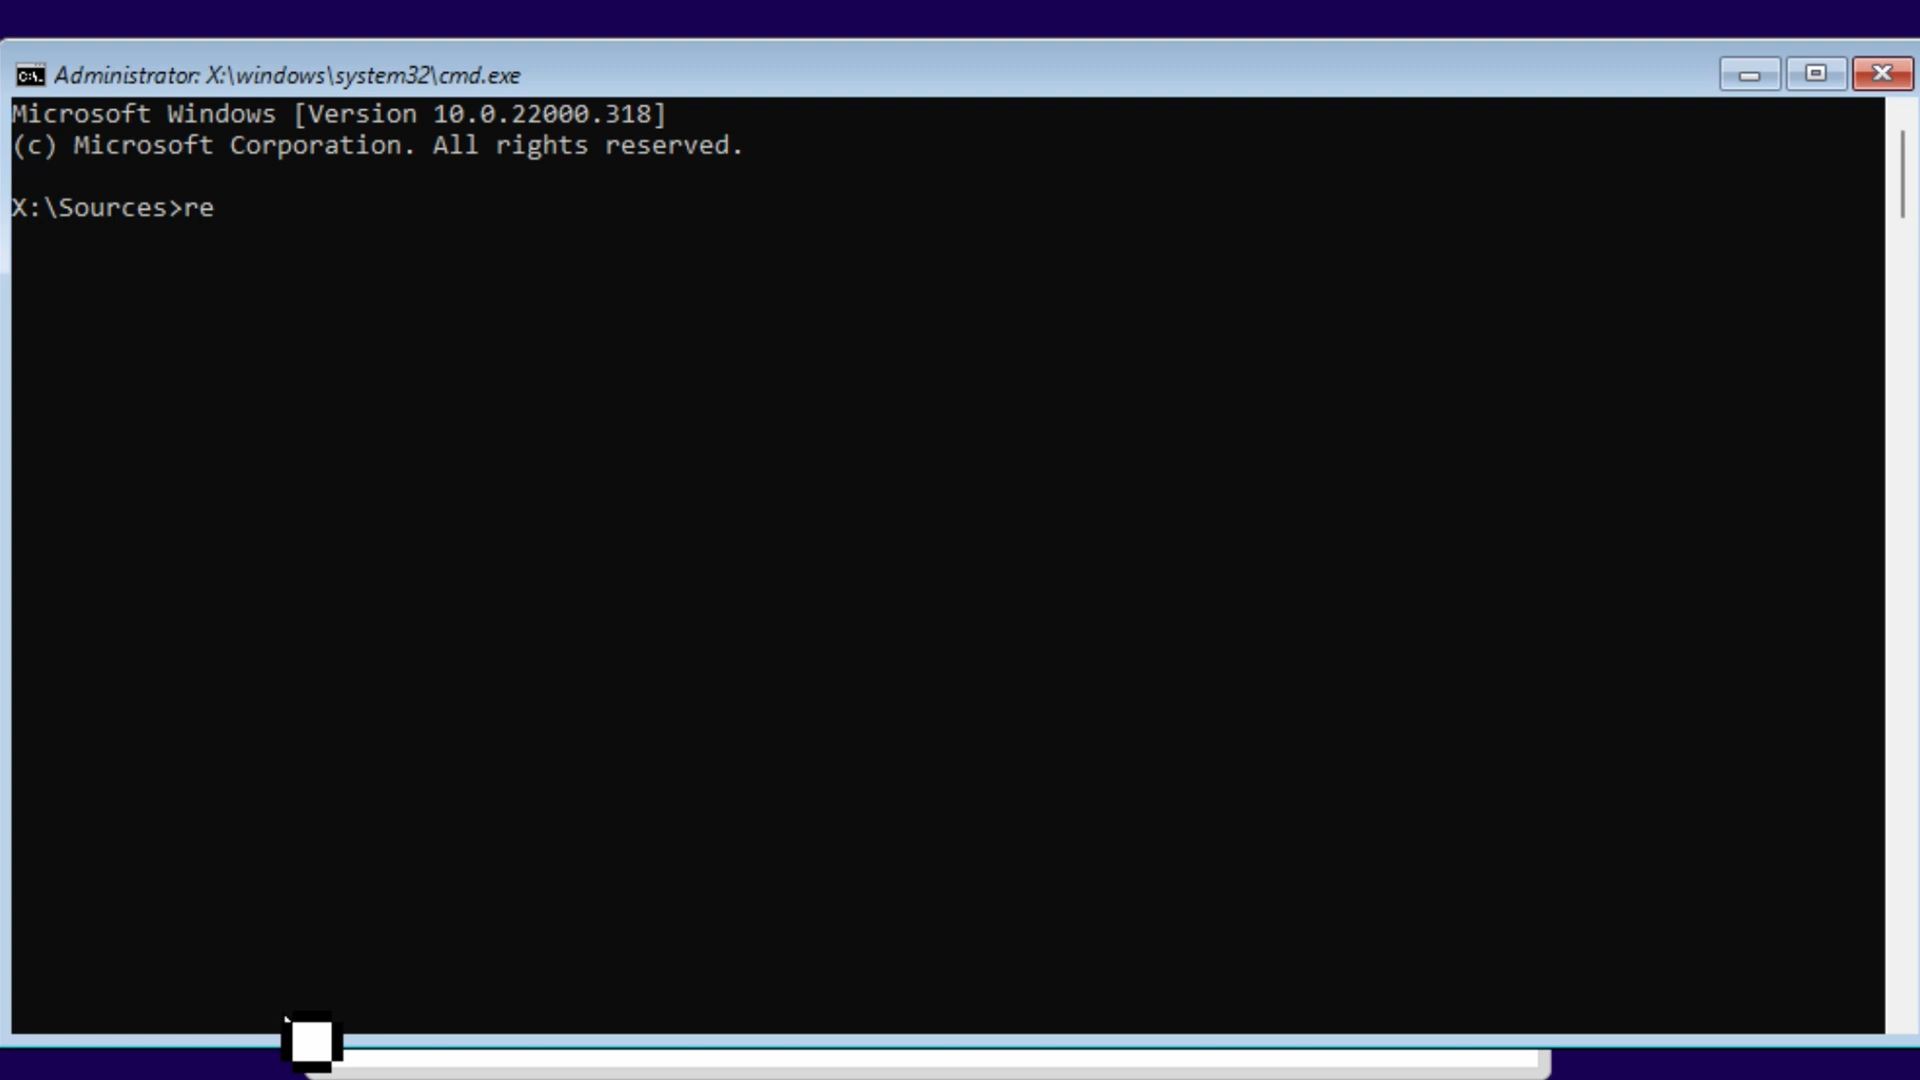 Administrator: X:\windows\system32\cmd.exe
Microsoft Windows [Version 10.0.22000.318]
(c) Microsoft Corporation. All rights reserved.
X:\Sources>re